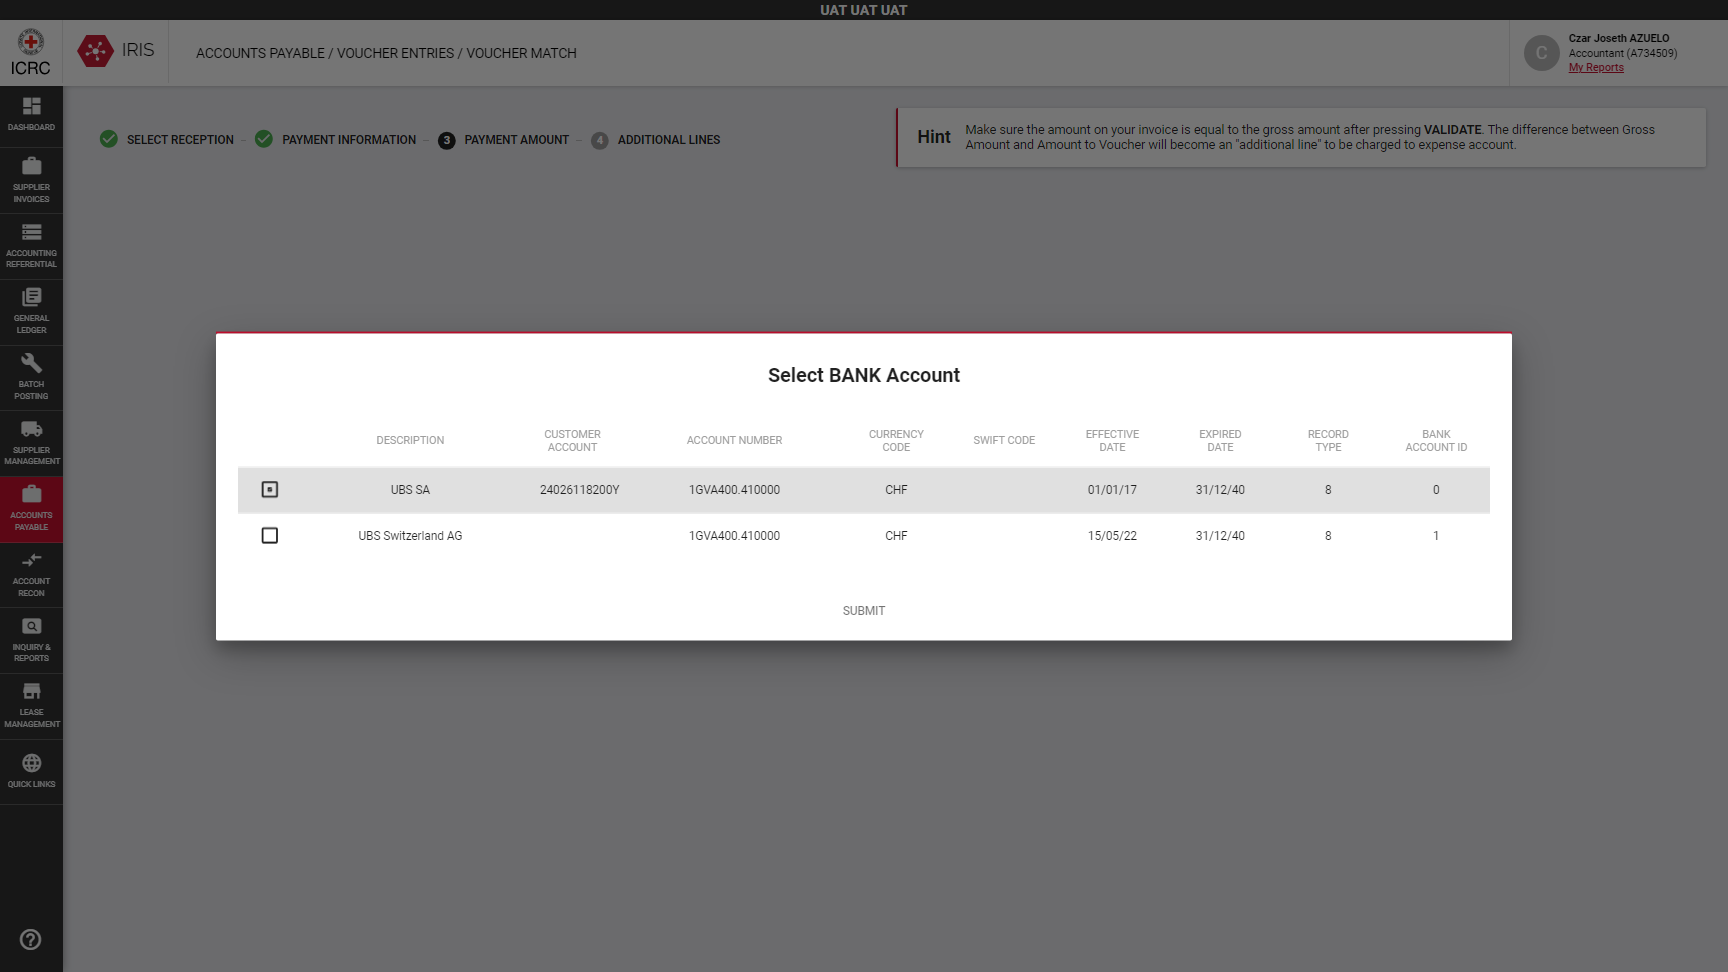 UAT UAT UAT
ICRC
IRIS
ACCOUNTS PAYABLE / VOUCHER ENTRIES / VOUCHER MATCH
C
Czar Joseth AZUELO
Accountant (A734509)
My Reports
DASHBOARD
SUPPLIER
INVOICES
ACCOUNTING
REFERENTIAL
GENERAL
LEDGER
BATCH
POSTING
SUPPLIER
MANAGEMENT
ACCOUNTS
PAYABLE
ACCOUNT
RECON
INQUIRY &
REPORTS
LEASE
MANAGEMENT
QUICK LINKS
SELECT RECEPTION
PAYMENT INFORMATION
3 PAYMENT AMOUNT
4 ADDITIONAL LINES
Hint
Make sure the amount on your invoice is equal to the gross amount after pressing VALIDATE. The difference between Gross
Amount and Amount to Voucher will become an "additional line" to be charged to expense account.
Select BANK Account
DESCRIPTION
CUSTOMER
ACCOUNT
ACCOUNT NUMBER
CURRENCY
CODE
SWIFT CODE
EFFECTIVE
DATE
EXPIRED
DATE
RECORD
TYPE
BANK
ACCOUNT ID
UBS SA 24026118200Y 1GVA400.410000 CHF 01/01/17 31/12/40 8 0
UBS Switzerland AG 1GVA400.410000 CHF 15/05/22 31/12/40 8 1
SUBMIT